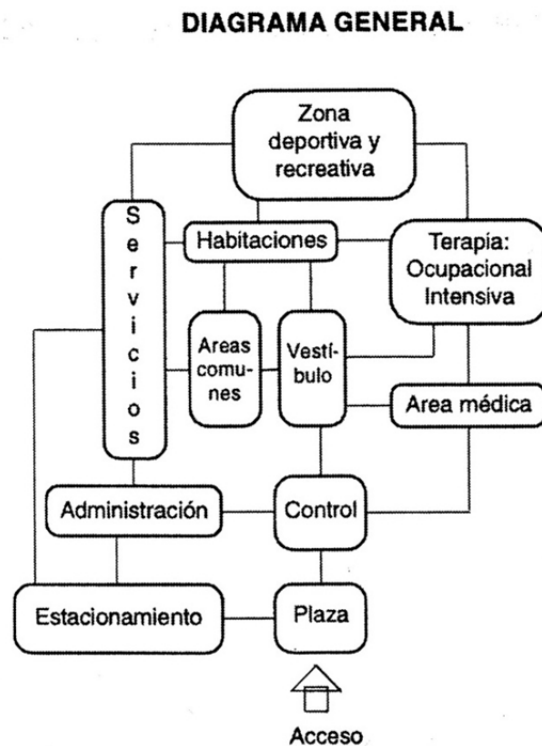 DIAGRAMA GENERAL
Zona
deportiva y
recreativa
Servicios
Habitaciones
Terapia:
Ocupacional
Intensiva
Areas
comu-
nes
Vestí-
bulo
Area médica
Administración
Control
Estacionamiento
Plaza
Acceso